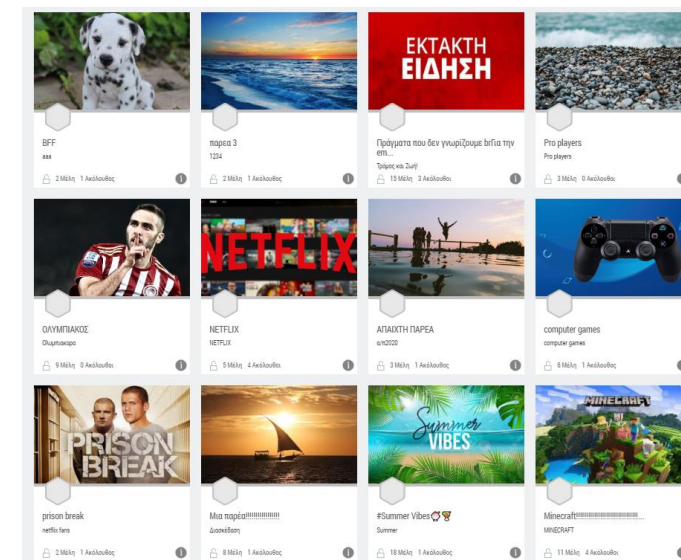 ΕΚΤΑΚΤΗ
ΕΙΔΗΣΗ
BFF
aaa
2 Μέλη 1 Ακόλουθος
παρεα 3
1234
2 Μέλη 1 Ακόλουθος
Πράγματα που δεν γνωρίζουμε brΓια την
em...
Τρόμος και Ζωή!
15 Μέλη 3 Ακόλουθοι
Pro players
Pro players
3 Μέλη 0 Ακόλουθοι
NETFLIX
ΟΛΥΜΠΙΑΚΟΣ
Ολυμπιακαρα
9 Μέλη 0 Ακόλουθοι
NETFLIX
NETFLIX
5 Μέλη 4 Ακόλουθοι
ΑΠΑΙΧΤΗ ΠΑΡΕΑ
α/π2020
3 Μέλη 1 Ακόλουθος
computer games
computer games
6 Μέλη 1 Ακόλουθος
PRISON
BREAK
Summer
VIBES
MINECRAFT
prison break
netflix fans
2 Μέλη 1 Ακόλουθος
Μια παρέα!!!!!!!!!!!!!!!!!
Διασκέδαση
8 Μέλη 1 Ακόλουθος
#Summer Vibes
Summer
18 Μέλη 1 Ακόλουθος
Minecraft!!!!!!!!!!!!!!!!!!!!!!!!!!!!!!...
MINECRAFT
11 Μέλη 4 Ακόλουθοι